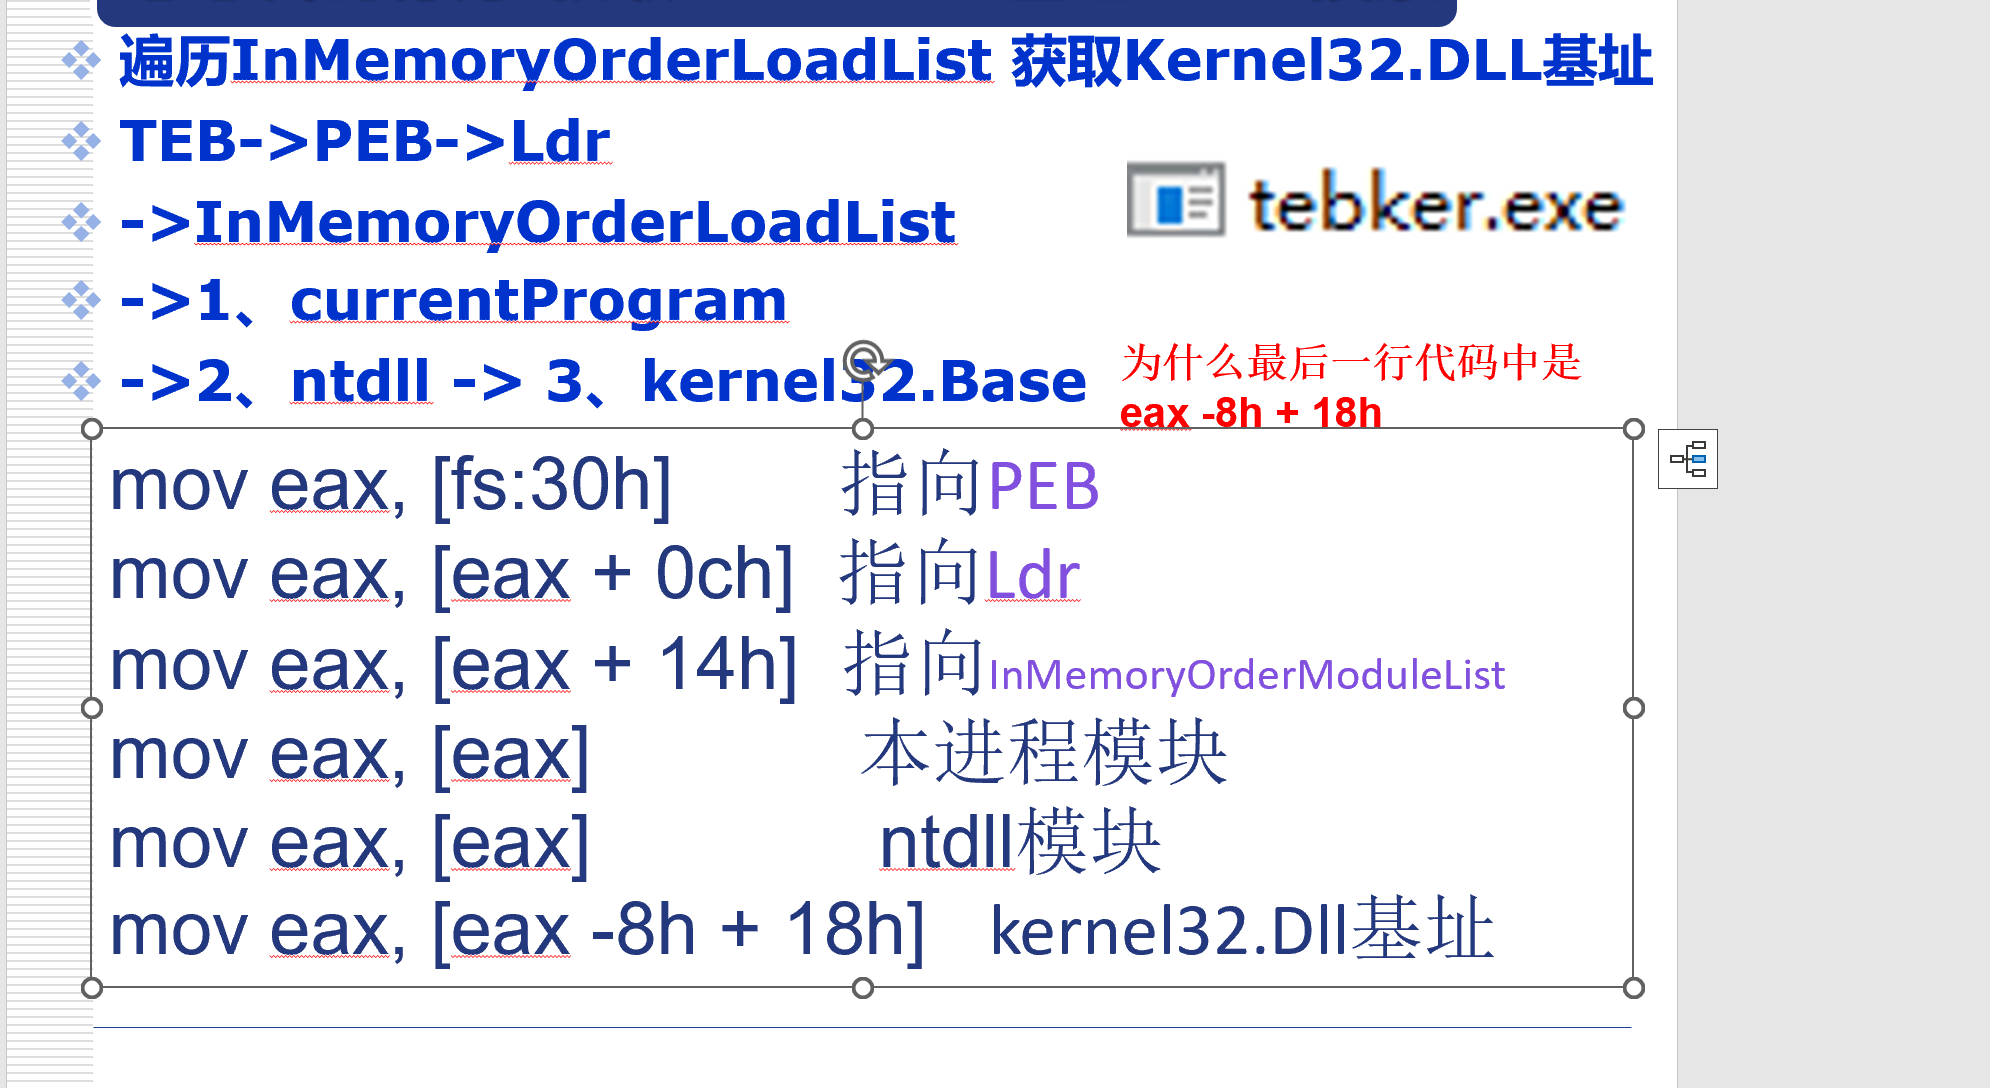 遍历InMemoryOrderLoadList 获取Kernel32.DLL基址
TEB->PEB->Ldr
->InMemoryOrderLoadList
tebker.exe
->1、currentProgram
->2、ntdll -> 3、kernel32.Base
为什么最后一行代码中是
eax -8h + 18h
mov eax, [fs:30h] 指向PEB
mov eax, [eax + 0ch] 指向Ldr
mov eax, [eax + 14h] 指向InMemoryOrderModuleList
mov eax, [eax] 本进程模块
mov eax, [eax] ntdll模块
mov eax, [eax -8h + 18h] kernel32.Dll基址